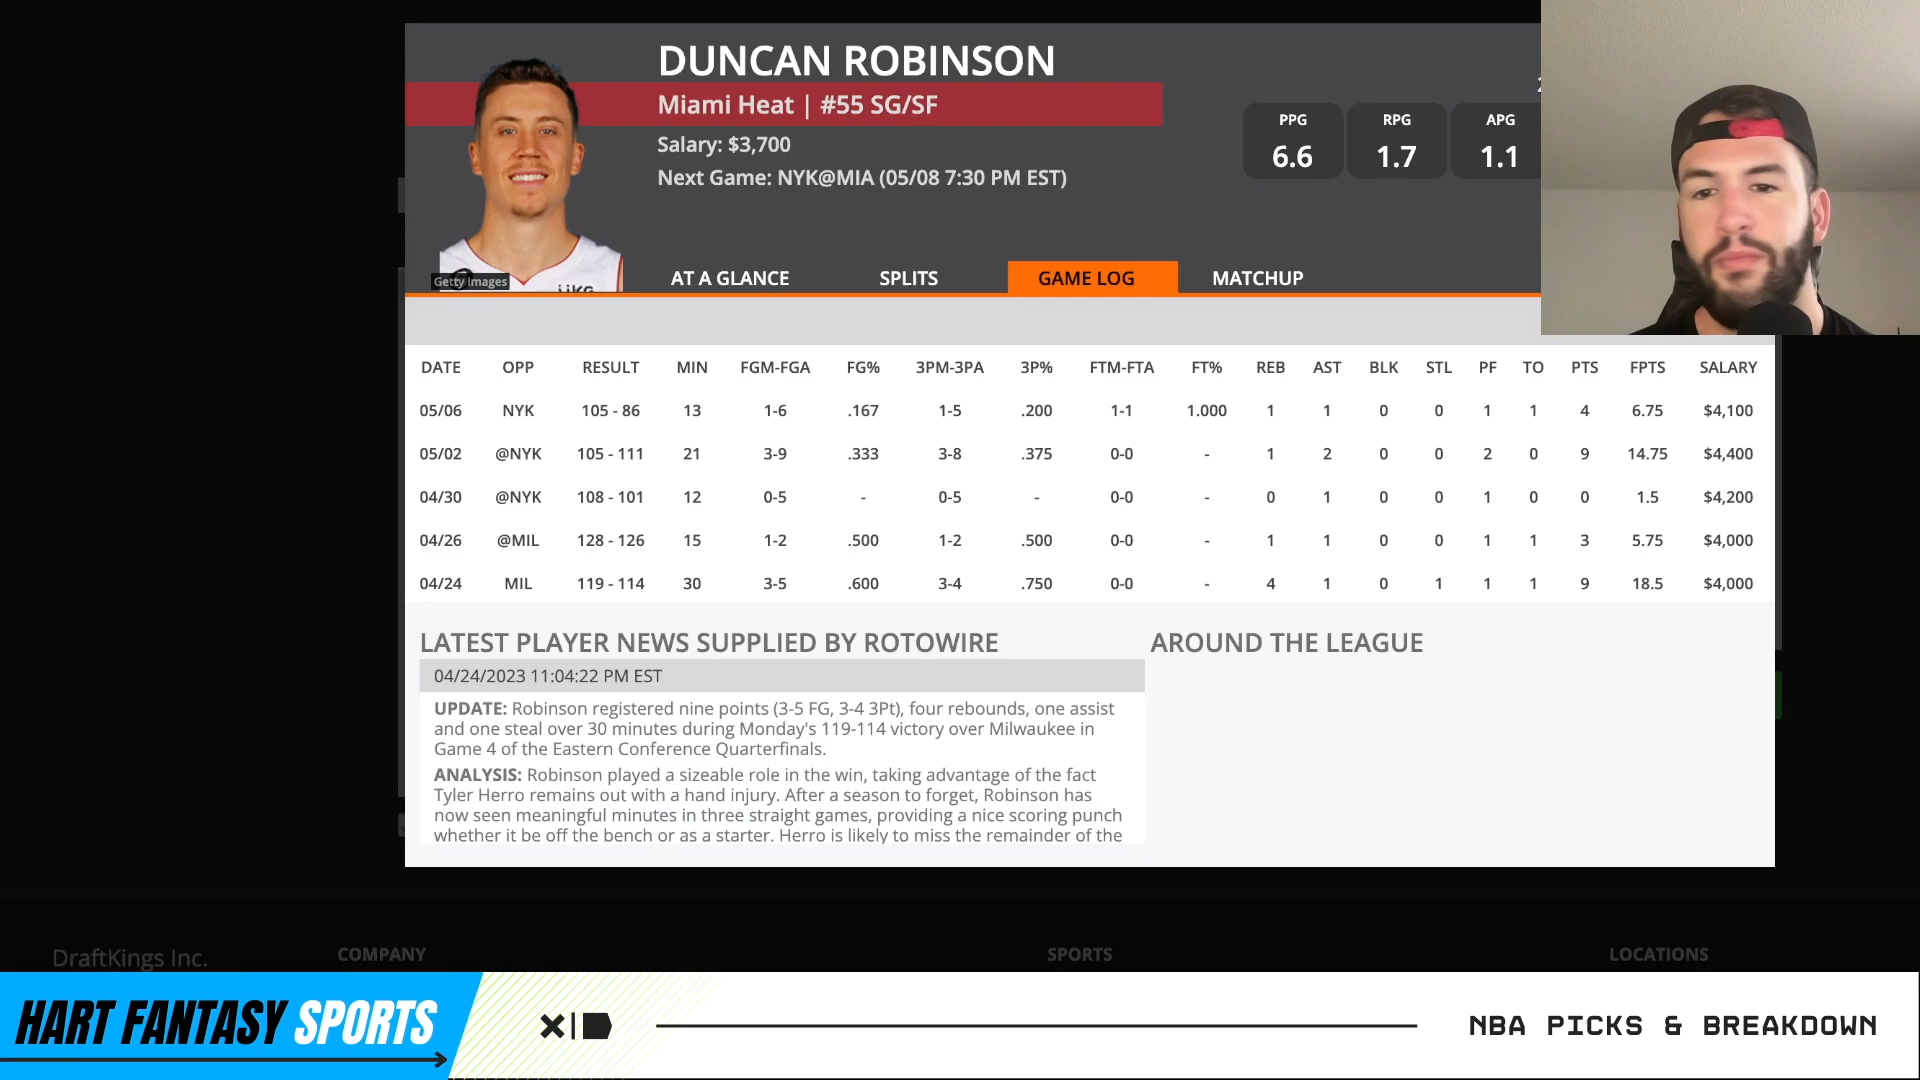 DUNCAN ROBINSON
Miami Heat | #55 SG/SF
Salary: $3,700
Next Game: NYK@MIA (05/08 7:30 PM EST)
PPG RPG APG
6.6 1.7 1.1
Getty Images
AT A GLANCE SPLITS GAME LOG MATCHUP
DATE OPP RESULT MIN FGM-FGA FG% 3PM-3PA 3P% FTM-FTA FT% REB AST BLK STL PF TO PTS FPTS SALARY
05/06 NYK 105 - 86 13 1-6 .167 1-5 .200 1-1 1.000 1 1 0 0 1 1 4 6.75 $4,100
05/02 @NYK 105 - 111 21 3-9 .333 3-8 .375 0-0 - 1 2 0 0 2 0 9 14.75 $4,400
04/30 @NYK 108 - 101 12 0-5 - 0-5 - 0-0 - 0 1 0 0 1 0 0 1.5 $4,200
04/26 @MIL 128 - 126 15 1-2 .500 1-2 .500 0-0 - 1 1 0 0 1 1 3 5.75 $4,000
04/24 MIL 119 - 114 30 3-5 .600 3-4 .750 0-0 - 4 1 0 1 1 1 9 18.5 $4,000
LATEST PLAYER NEWS SUPPLIED BY ROTOWIRE
AROUND THE LEAGUE
04/24/2023 11:04:22 PM EST
UPDATE: Robinson registered nine points (3-5 FG, 3-4 3Pt), four rebounds, one assist
and one steal over 30 minutes during Monday's 119-114 victory over Milwaukee in
Game 4 of the Eastern Conference Quarterfinals.
ANALYSIS: Robinson played a sizeable role in the win, taking advantage of the fact
Tyler Herro remains out with a hand injury. After a season to forget, Robinson has
now seen meaningful minutes in three straight games, providing a nice scoring punch
whether it be off the bench or as a starter. Herro is likely to miss the remainder of the
DraftKings Inc. COMPANY SPORTS LOCATIONS
HART FANTASY SPORTS
NBA PICKS & BREAKDOWN